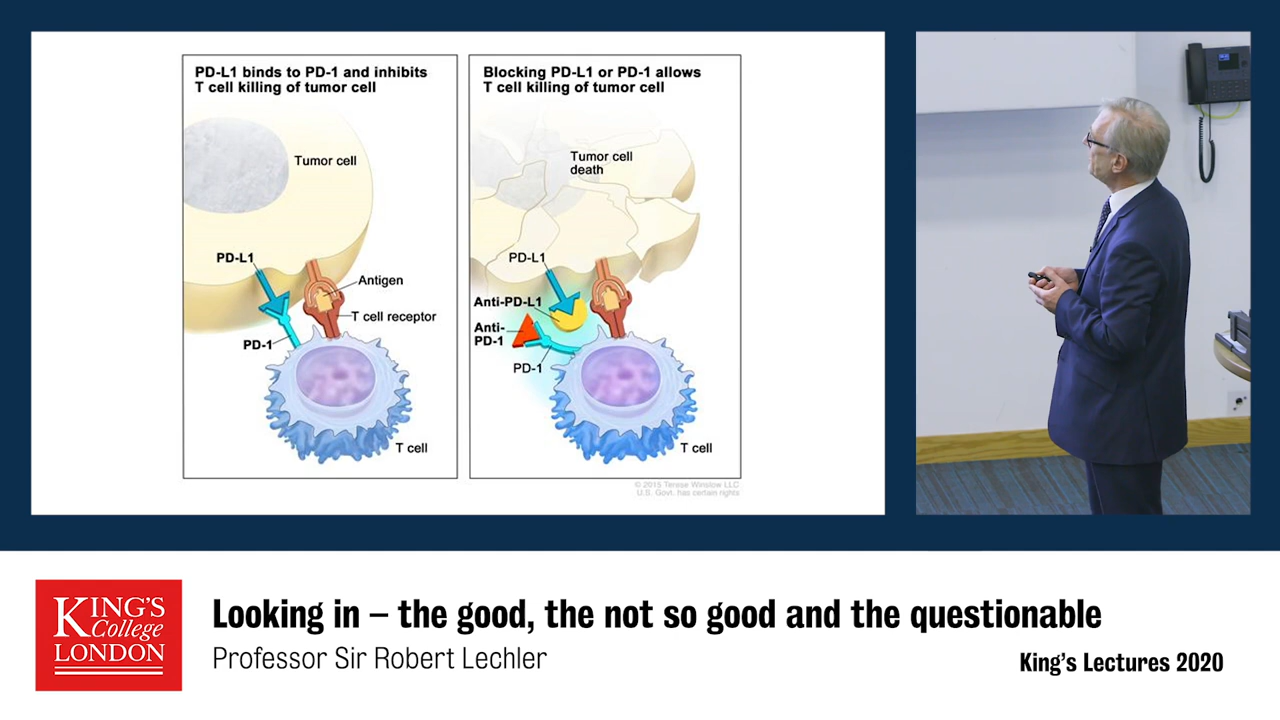 PD-L1 binds to PD-1 and inhibits
T cell killing of tumor cell
Tumor cell
PD-L1
Antigen
T cell receptor
PD-1
T cell
Blocking PD-L1 or PD-1 allows
T cell killing of tumor cell
Tumor cell
death
PD-L1
Anti-PD-L1
Anti-
PD-1
PD-1
T cell
© 2015 Terese Winslow LLC
U.S. Govt. has certain rights
KING'S
College
LONDON
Looking in – the good, the not so good and the questionable
Professor Sir Robert Lechler
King's Lectures 2020